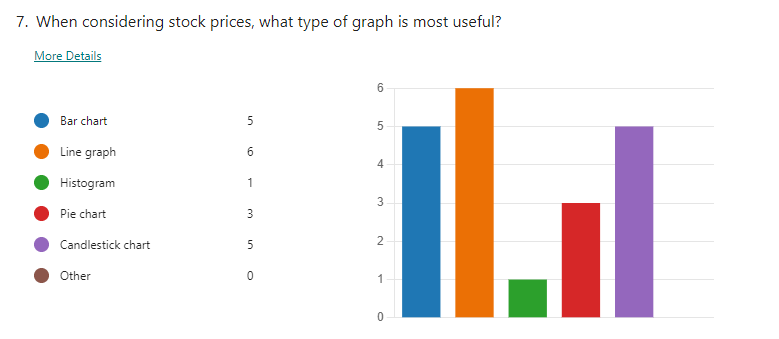 7. When considering stock prices, what type of graph is most useful?
More Details
Bar chart 5
Line graph 6
Histogram 1
Pie chart 3
Candlestick chart 5
Other 0
6
5
4
3
2
1
0